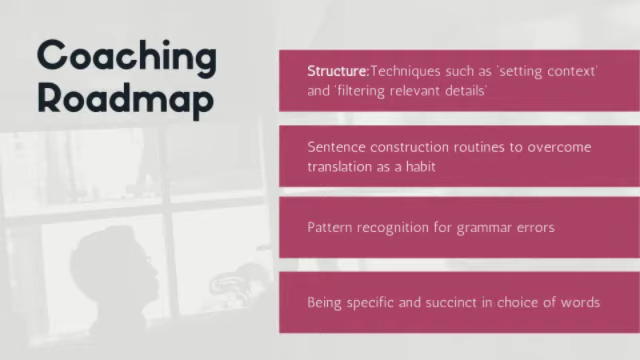 Coaching
Roadmap
Structure:Techniques such as 'setting context'
and 'filtering relevant details'
Sentence construction routines to overcome
translation as a habit
Pattern recognition for grammar errors
Being specific and succinct in choice of words